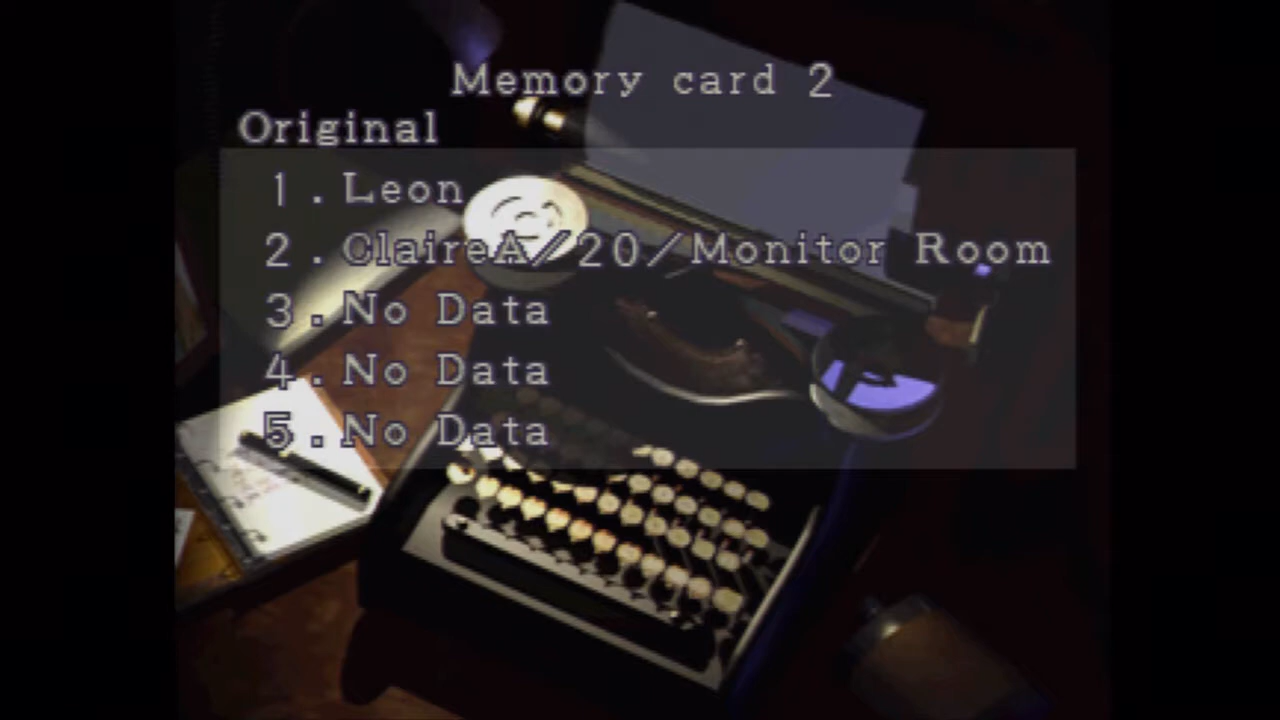 Memory card 2
Original
1.Leon
2.ClaireA/20/Monitor Room
3.No Data
4.No Data
5.No Data